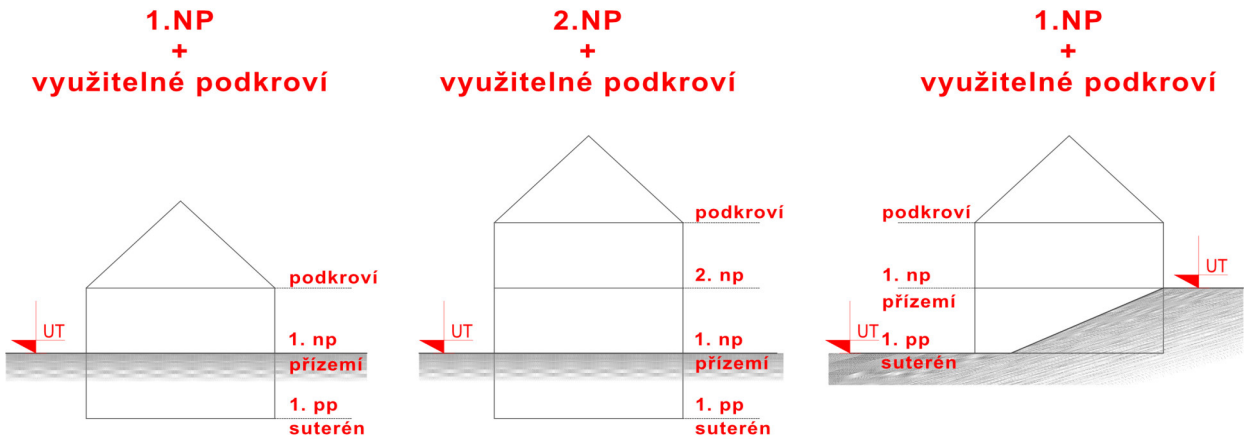 1.NP
+
využitelné podkroví
2.NP
+
využitelné podkroví
1.NP
+
využitelné podkroví
podkroví
UT
1. np
přízemí
1. pp
suterén
podkroví
2. np
UT
1. np
přízemí
1. pp
suterén
podkroví
UT
1. np
přízemí
UT
1. pp
suterén